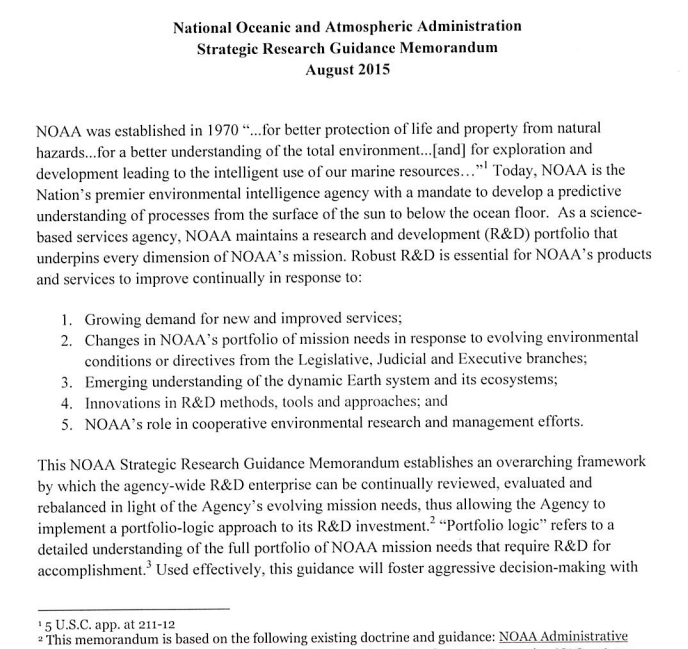 National Oceanic and Atmospheric Administration
Strategic Research Guidance Memorandum
August 2015
NOAA was established in 1970 “...for better protection of life and property from natural
hazards...for a better understanding of the total environment...[and] for exploration and
development leading to the intelligent use of our marine resources...”¹ Today, NOAA is the
Nation’s premier environmental intelligence agency with a mandate to develop a predictive
understanding of processes from the surface of the sun to below the ocean floor. As a science-
based services agency, NOAA maintains a research and development (R&D) portfolio that
underpins every dimension of NOAA’s mission. Robust R&D is essential for NOAA’s products
and services to improve continually in response to:
1. Growing demand for new and improved services;
2. Changes in NOAA’s portfolio of mission needs in response to evolving environmental
conditions or directives from the Legislative, Judicial and Executive branches;
3. Emerging understanding of the dynamic Earth system and its ecosystems;
4. Innovations in R&D methods, tools and approaches; and
5. NOAA’s role in cooperative environmental research and management efforts.
This NOAA Strategic Research Guidance Memorandum establishes an overarching framework
by which the agency-wide R&D enterprise can be continually reviewed, evaluated and
rebalanced in light of the Agency’s evolving mission needs, thus allowing the Agency to
implement a portfolio-logic approach to its R&D investment.² “Portfolio logic” refers to a
detailed understanding of the full portfolio of NOAA mission needs that require R&D for
accomplishment.³ Used effectively, this guidance will foster aggressive decision-making with
¹ 5 U.S.C. app. at 211-12
² This memorandum is based on the following existing doctrine and guidance: NOAA Administrative